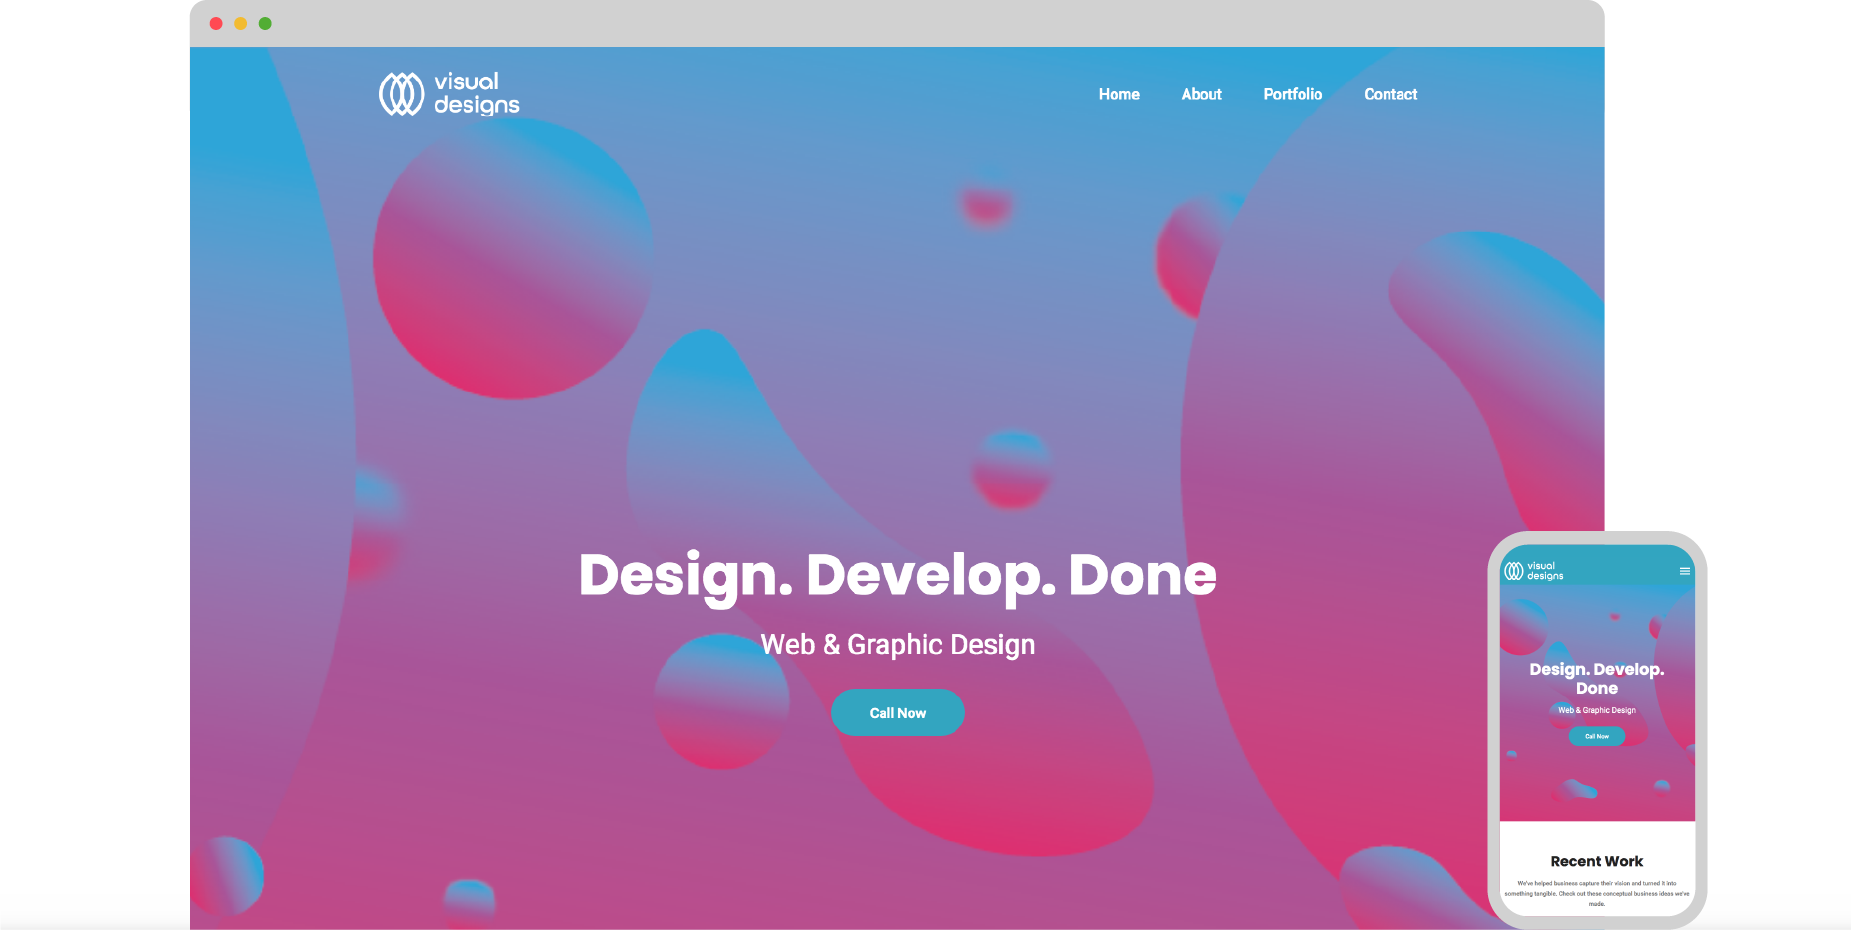 visual
designs
Home About Portfolio Contact
Design. Develop. Done
Web & Graphic Design
Call Now
visual
designs
Design. Develop.
Done
Web & Graphic Design
Call Now
Recent Work
We've helped business capture their vision and turned it into
something tangible. Check out these conceptual business ideas we've
made.